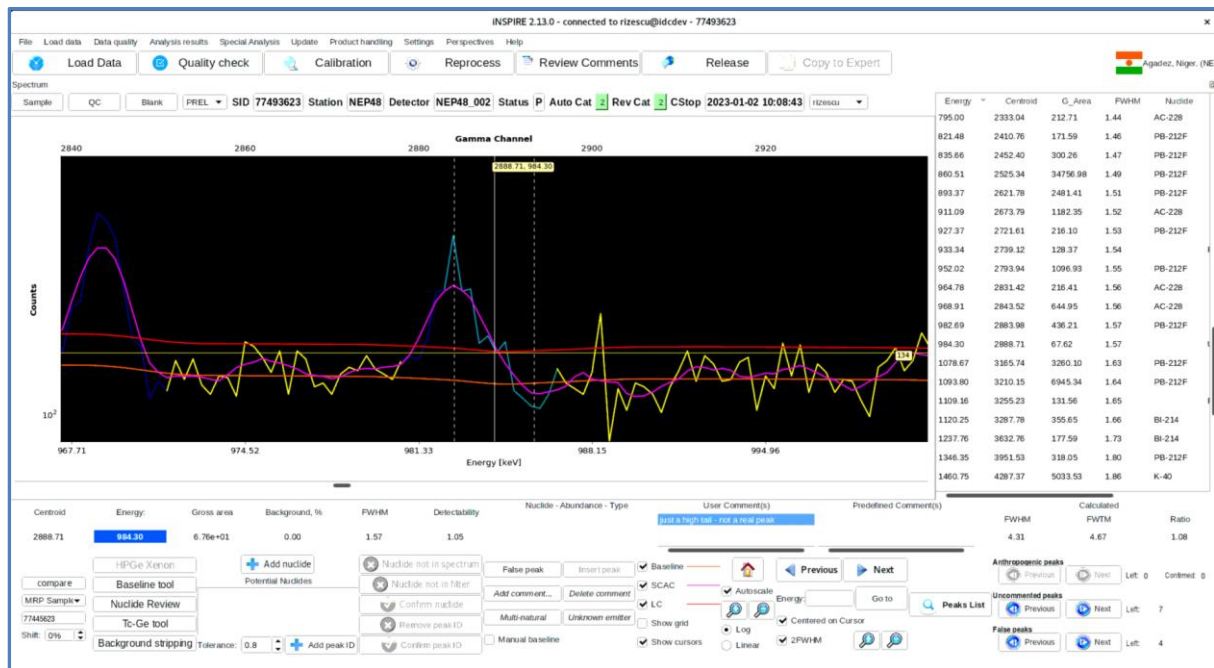 iNSPIRE 2.13.0 - connected to rizescu@idcdev - 77493623
File Load data Data quality Analysis results Special Analysis Update Product handling Settings Perspectives Help
Load Data Quality check Calibration Reprocess Review Comments Release Copy to Expert Agadez, Niger. (NE
Spectrum
Sample QC Blank PREL SID 77493623 Station NEP48 Detector NEP48_002 Status P Auto Cat 2 Rev Cat 2 CStop 2023-01-02 10:08:43 rizescu
Gamma Channel
2840 2860 2880 2900 2920
2888.71, 984.30
Counts
134
10²
967.71 974.52 981.33 988.15 994.96
Energy [keV]
Energy Centroid G_Area FWHM Nuclide
795.00 2333.04 212.71 1.44 AC-228
821.48 2410.76 171.59 1.46 PB-212F
835.66 2452.40 300.26 1.47 PB-212F
860.51 2525.34 34756.98 1.49 PB-212F
893.37 2621.78 2481.41 1.51 PB-212F
911.09 2673.79 1182.35 1.52 AC-228
927.37 2721.61 216.10 1.53 PB-212F
933.34 2739.12 128.37 1.54
952.02 2793.94 1096.93 1.55 PB-212F
964.78 2831.42 216.41 1.56 AC-228
968.91 2843.52 644.95 1.56 AC-228
982.69 2883.98 436.21 1.57 PB-212F
984.30 2888.71 67.62 1.57
1078.67 3165.74 3260.10 1.63 PB-212F
1093.80 3210.15 6945.34 1.64 PB-212F
1109.16 3255.23 131.56 1.65
1120.25 3287.78 355.65 1.66 BI-214
1237.76 3632.76 177.59 1.73 BI-214
1346.35 3951.53 318.05 1.80 PB-212F
1460.75 4287.37 5033.53 1.86 K-40
Centroid Energy: Gross area Background, % FWHM Detectability Nuclide - Abundance - Type User Comment(s) Predefined Comment(s) Calculated
FWHM FWTM Ratio
2888.71 984.30 6.76e+01 0.00 1.57 1.05 just a high tail - not a real peak 4.31 4.67 1.08
HPGe Xenon Add nuclide Nuclide not in spectrum False peak Insert peak Baseline Previous Next Anthropogenic peaks
compare Baseline tool Potential Nuclides Nuclide not in filter Add comment... Delete comment SCAC Autoscale Energy: Go to Previous Next Left: 0 Confirmed: 0
MRP Sample Nuclide Review Confirm nuclide Multi-natural Unknown emitter LC Peaks List Uncommented peaks
77445623 Tc-Ge tool Remove peak ID Manual baseline Show grid Log Centered on Cursor Previous Next Left: 7
Shift: 0% Background stripping Tolerance: 0.8 Add peak ID Confirm peak ID Show cursors Linear 2FWHM False peaks
Previous Next Left: 4